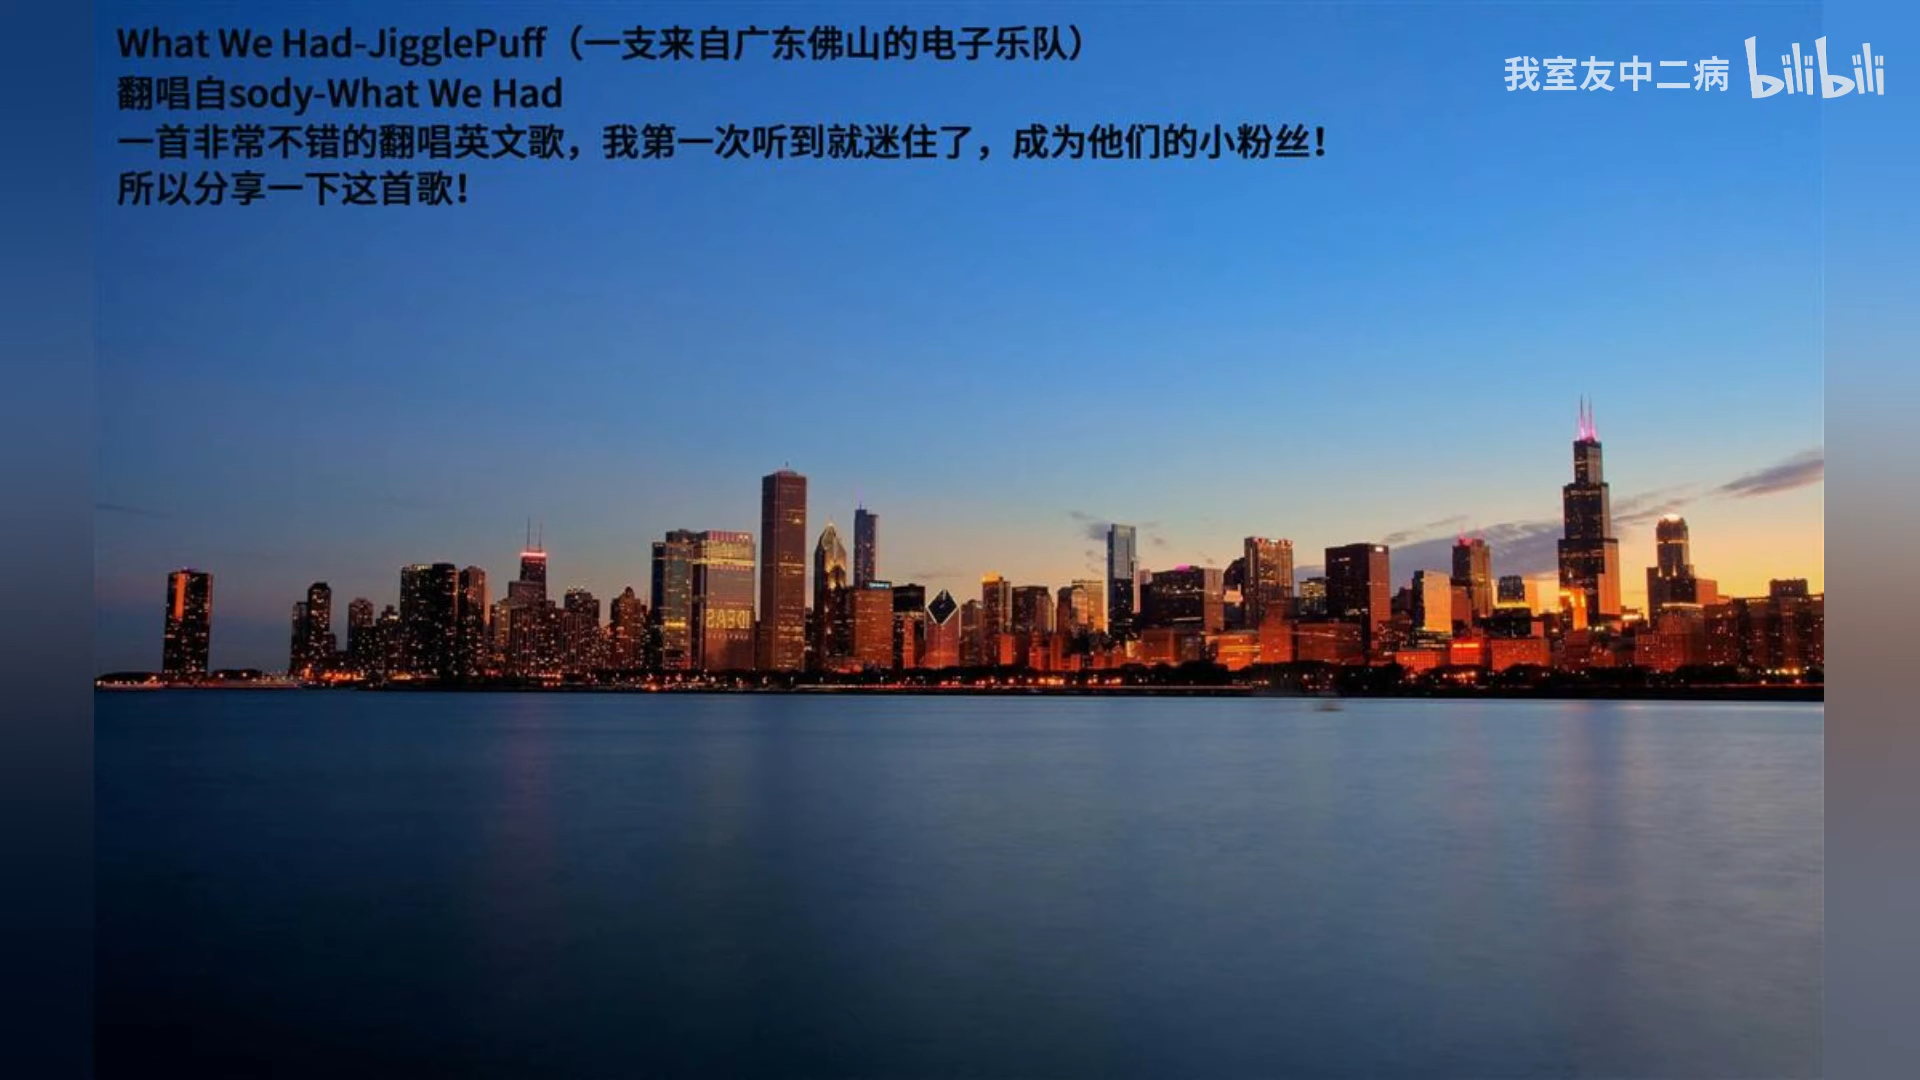 What We Had-JigglePuff（一支来自广东佛山的电子乐队）
翻唱自sody-What We Had
一首非常不错的翻唱英文歌，我第一次听到就迷住了，成为他们的小粉丝！
所以分享一下这首歌！
我室友中二病 bilibili
IDEAS